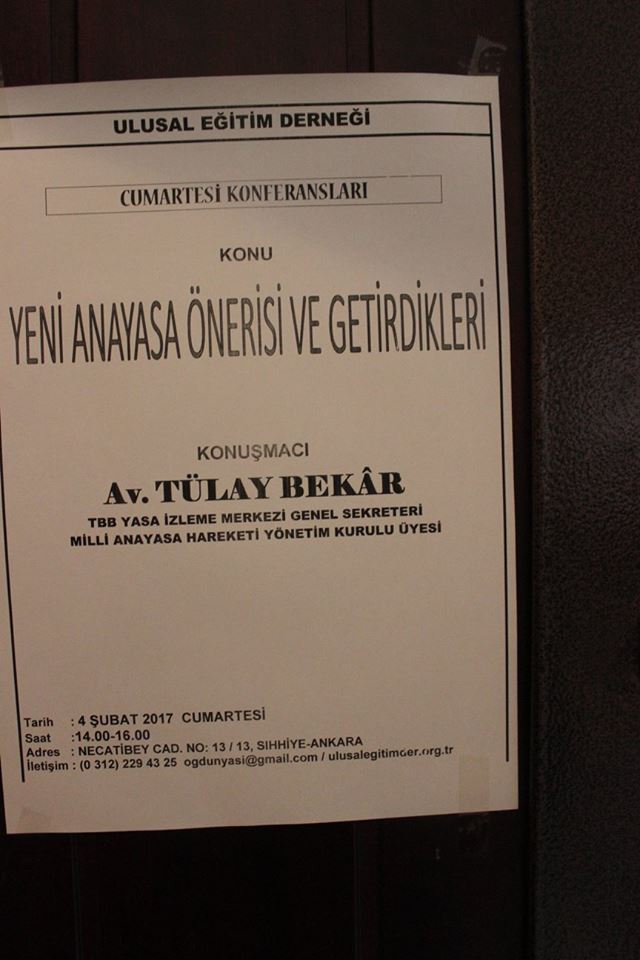 ULUSAL EĞİTİM DERNEĞİ
CUMARTESİ KONFERANSLARI
KONU
YENİ ANAYASA ÖNERİSİ VE GETİRDİKLERİ
KONUŞMACI
Av. TÜLAY BEKÂR
TBB YASA İZLEME MERKEZİ GENEL SEKRETERİ
MİLLİ ANAYASA HAREKETİ YÖNETİM KURULU ÜYESİ
Tarih : 4 ŞUBAT 2017 CUMARTESİ
Saat :14.00-16.00
Adres : NECATİBEY CAD. NO: 13 / 13, SIHHİYE-ANKARA
İletişim : (0 312) 229 43 25 ogdunyasi@gmail.com / ulusalegitimder.org.tr